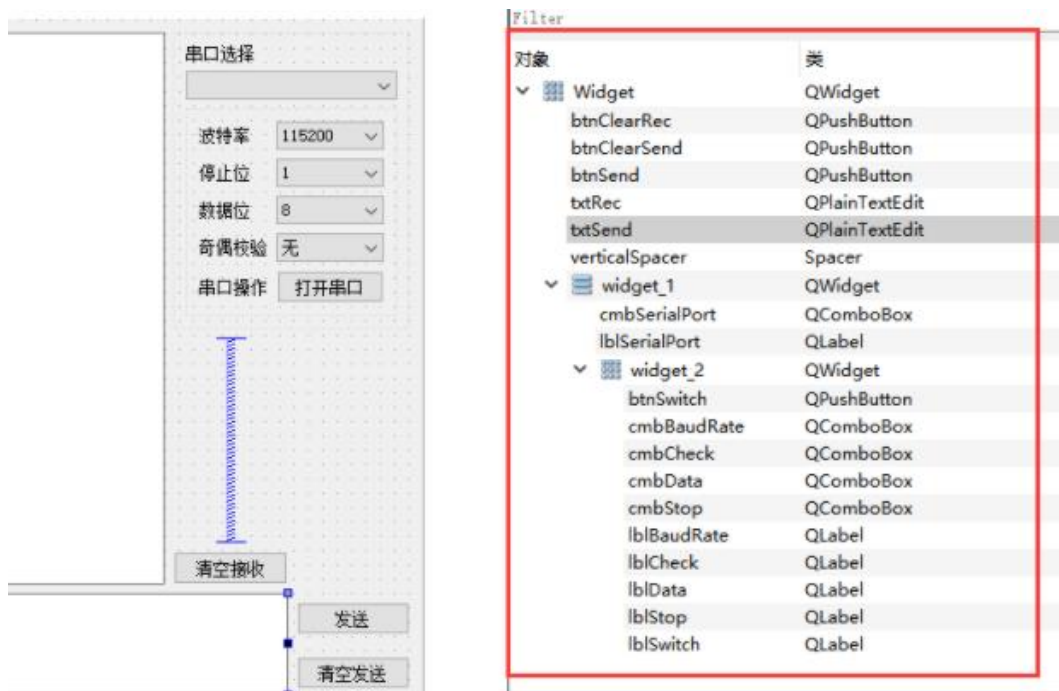 串口选择
波特率 115200
停止位 1
数据位 8
奇偶校验 无
串口操作 打开串口
清空接收
发送
清空发送
Filter
对象 类
Widget QWidget
btnClearRec QPushButton
btnClearSend QPushButton
btnSend QPushButton
txtRec QPlainTextEdit
txtSend QPlainTextEdit
verticalSpacer Spacer
widget_1 QWidget
cmbSerialPort QComboBox
lblSerialPort QLabel
widget_2 QWidget
btnSwitch QPushButton
cmbBaudRate QComboBox
cmbCheck QComboBox
cmbData QComboBox
cmbStop QComboBox
lblBaudRate QLabel
lblCheck QLabel
lblData QLabel
lblStop QLabel
lblSwitch QLabel